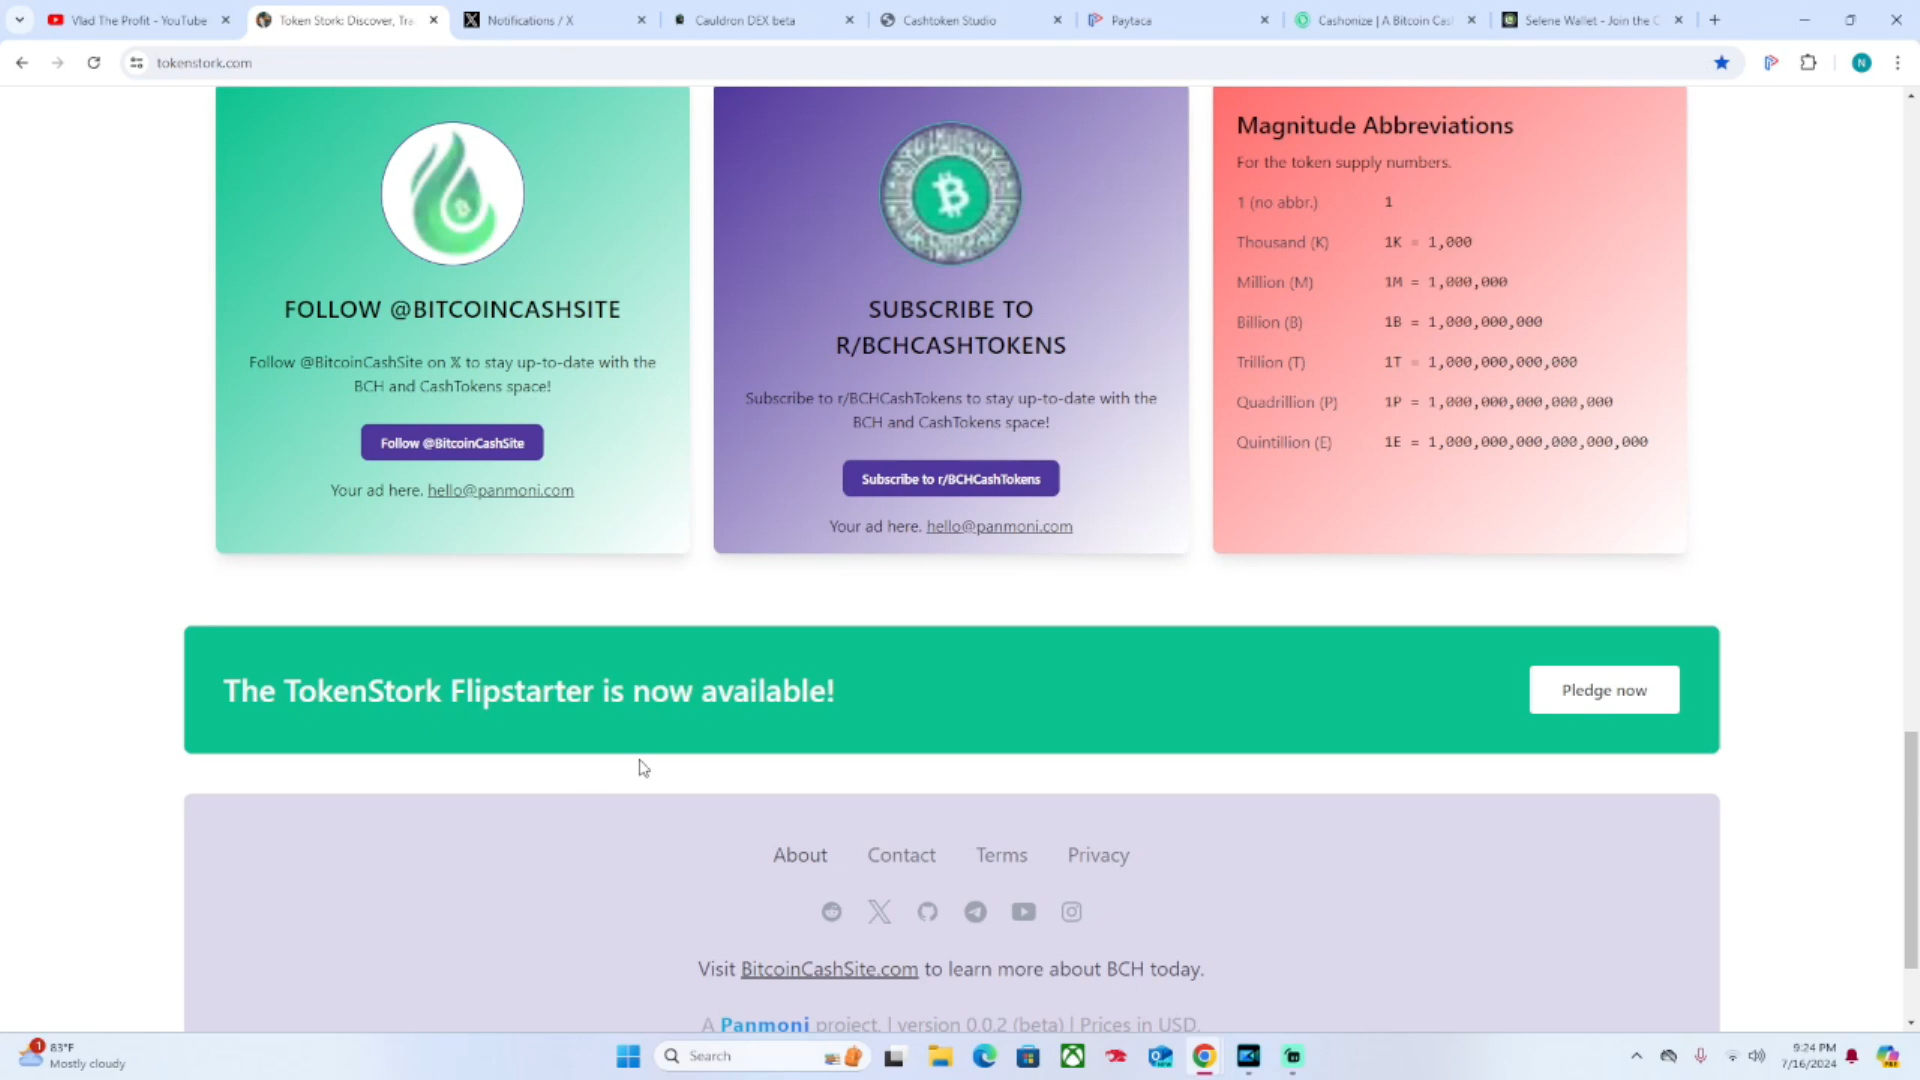 Vlad The Profit - YouTube
Token Stork: Discover, Tra
Notifications / X
Cauldron DEX beta
Cashtoken Studio
Paytaca
Cashonize | A Bitcoin Cas
Selene Wallet - Join the C
tokenstork.com
N
FOLLOW @BITCOINCASHSITE
Follow @BitcoinCashSite on 𝕏 to stay up-to-date with the
BCH and CashTokens space!
Follow @BitcoinCashSite
Your ad here. hello@panmoni.com
SUBSCRIBE TO
R/BCHCASHTOKENS
Subscribe to r/BCHCashTokens to stay up-to-date with the
BCH and CashTokens space!
Subscribe to r/BCHCashTokens
Your ad here. hello@panmoni.com
Magnitude Abbreviations
For the token supply numbers.
1 (no abbr.) 1
Thousand (K) 1K = 1,000
Million (M) 1M = 1,000,000
Billion (B) 1B = 1,000,000,000
Trillion (T) 1T = 1,000,000,000,000
Quadrillion (P) 1P = 1,000,000,000,000,000
Quintillion (E) 1E = 1,000,000,000,000,000,000
The TokenStork Flipstarter is now available!
Pledge now
About Contact Terms Privacy
Visit BitcoinCashSite.com to learn more about BCH today.
A Panmoni project. | version 0.0.2 (beta) | Prices in USD.
1
83°F
Mostly cloudy
Search
9:24 PM
7/16/2024